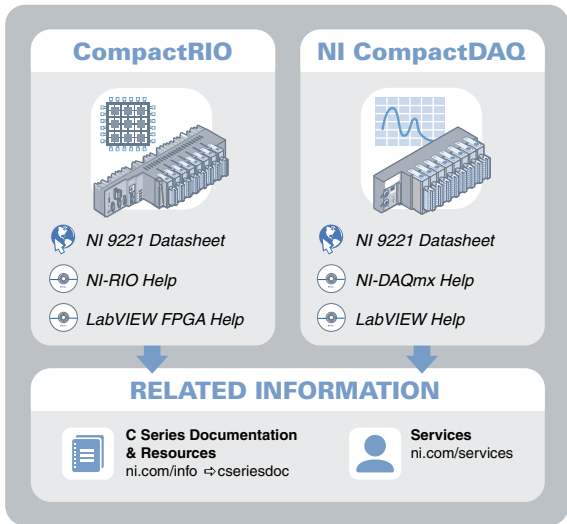 CompactRIO
NI 9221 Datasheet
NI-RIO Help
LabVIEW FPGA Help
NI CompactDAQ
NI 9221 Datasheet
NI-DAQmx Help
LabVIEW Help
RELATED INFORMATION
C Series Documentation
& Resources
ni.com/info ⇨cseriesdoc
Services
ni.com/services